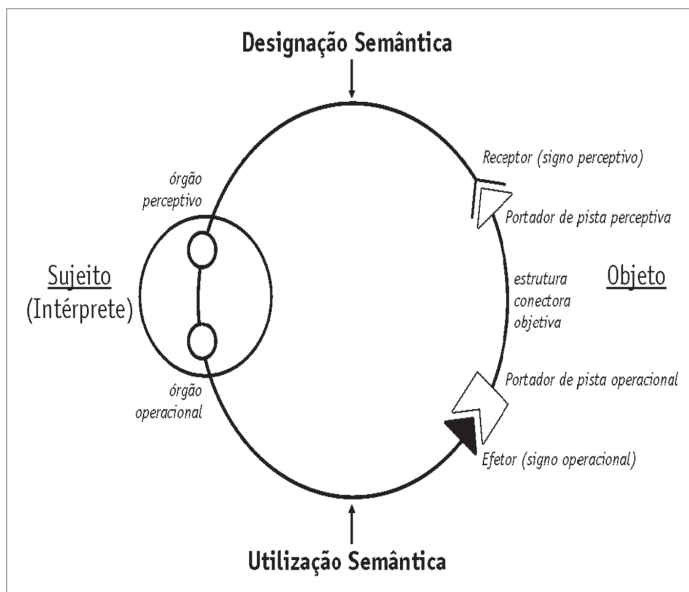 Designação Semântica
Receptor (signo perceptivo)
órgão
perceptivo
Portador de pista perceptiva
Sujeito
(Intérprete)
estrutura
conectora
objetiva
Objeto
Portador de pista operacional
órgão
operacional
Efetor (signo operacional)
Utilização Semântica